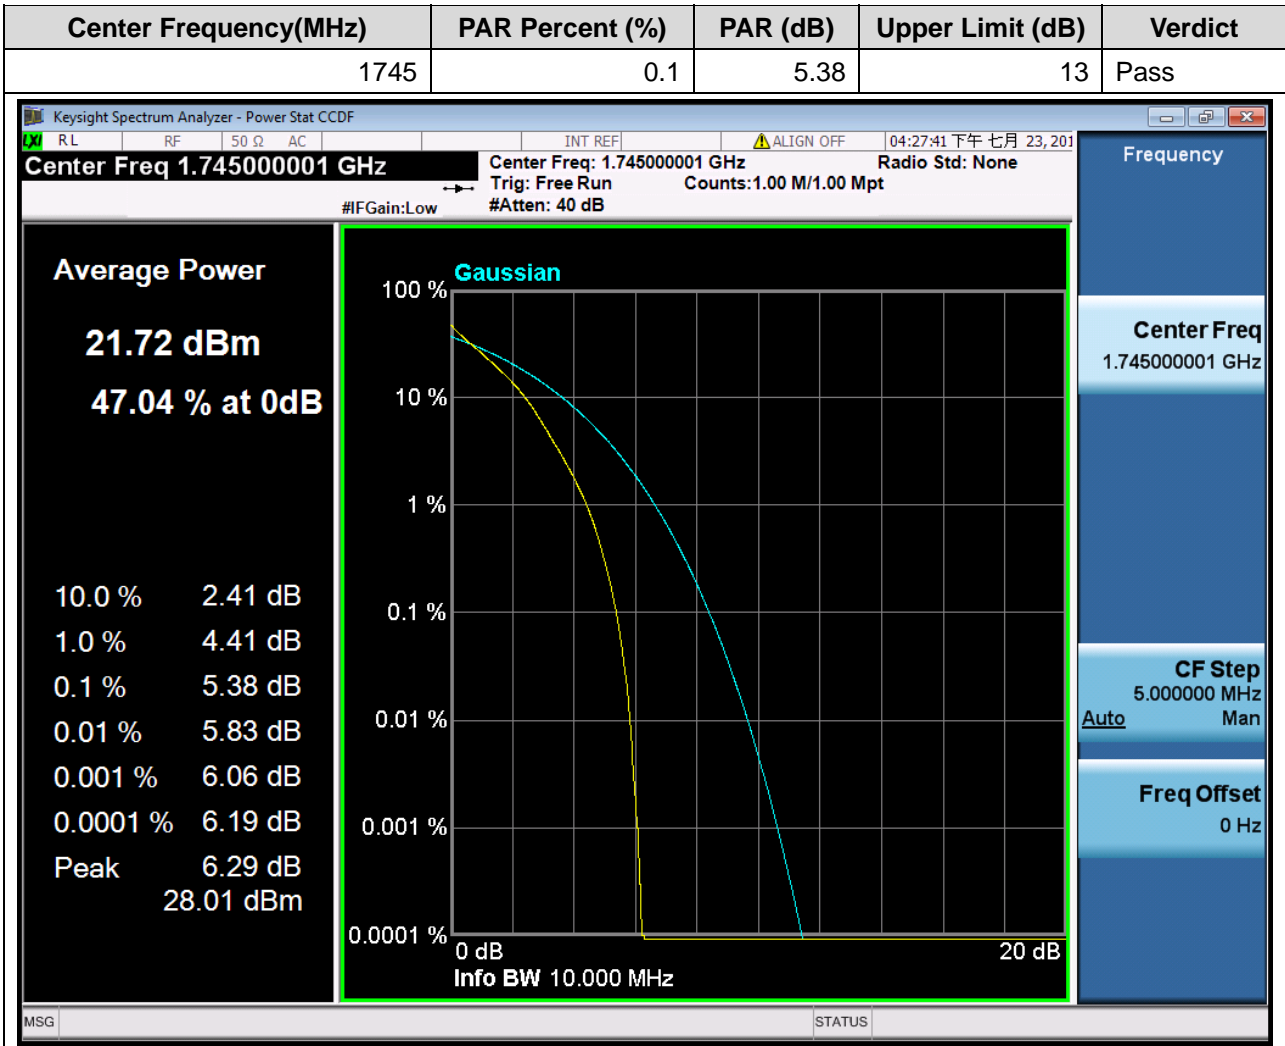 Center Frequency(MHz) PAR Percent (%) PAR (dB) Upper Limit (dB) Verdict
1745 0.1 5.38 13 Pass
Keysight Spectrum Analyzer - Power Stat CCDF
LXI RL RF 50 Ω AC INT REF ALIGN OFF 04:27:41 下午 七月 23, 201
Center Freq 1.745000001 GHz
Center Freq: 1.745000001 GHz Radio Std: None
Trig: Free Run Counts:1.00 M/1.00 Mpt
#IFGain:Low #Atten: 40 dB
Average Power
21.72 dBm
47.04 % at 0dB
10.0 % 2.41 dB
1.0 % 4.41 dB
0.1 % 5.38 dB
0.01 % 5.83 dB
0.001 % 6.06 dB
0.0001 % 6.19 dB
Peak 6.29 dB
28.01 dBm
Gaussian
100 %
10 %
1 %
0.1 %
0.01 %
0.001 %
0.0001 %
0 dB 20 dB
Info BW 10.000 MHz
Frequency
Center Freq
1.745000001 GHz
CF Step
5.000000 MHz
Auto Man
Freq Offset
0 Hz
MSG STATUS